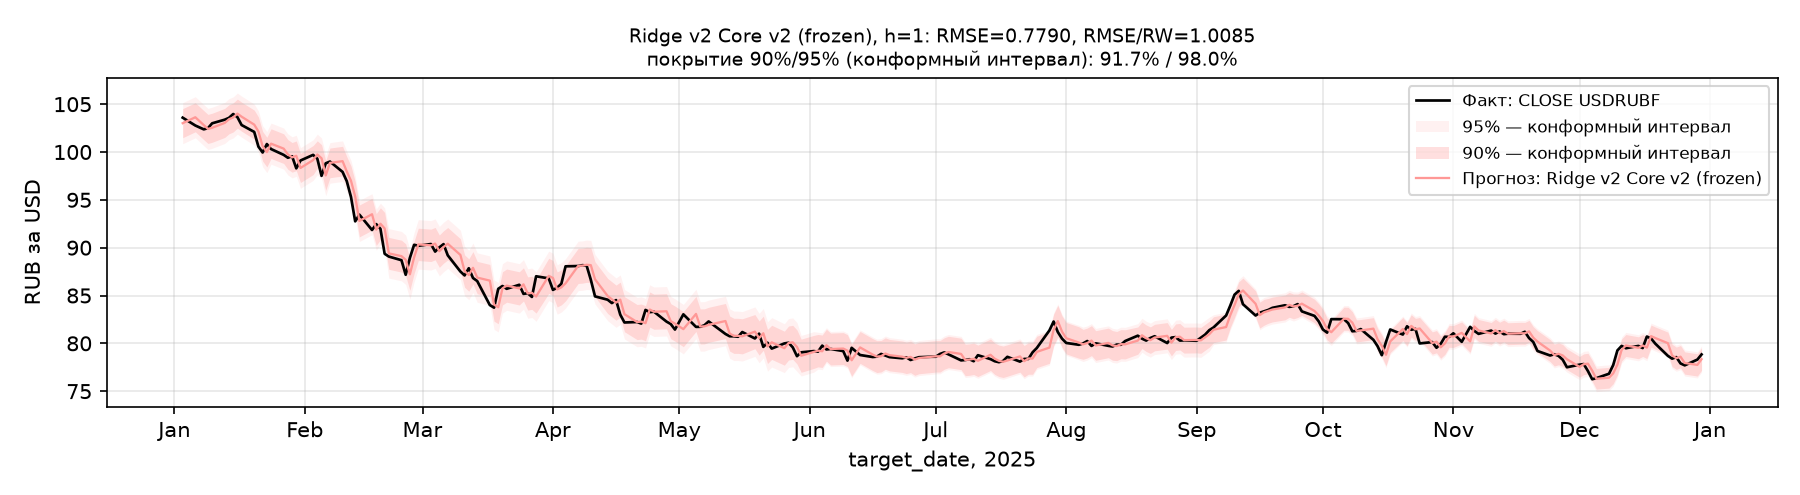 Ridge v2 Core v2 (frozen), h=1: RMSE=0.7790, RMSE/RW=1.0085
покрытие 90%/95% (конформный интервал): 91.7% / 98.0%
Факт: CLOSE USDRUBF
95% — конформный интервал
90% — конформный интервал
Прогноз: Ridge v2 Core v2 (frozen)
RUB за USD
105
100
95
90
85
80
75
Jan Feb Mar Apr May Jun Jul Aug Sep Oct Nov Dec Jan
target_date, 2025